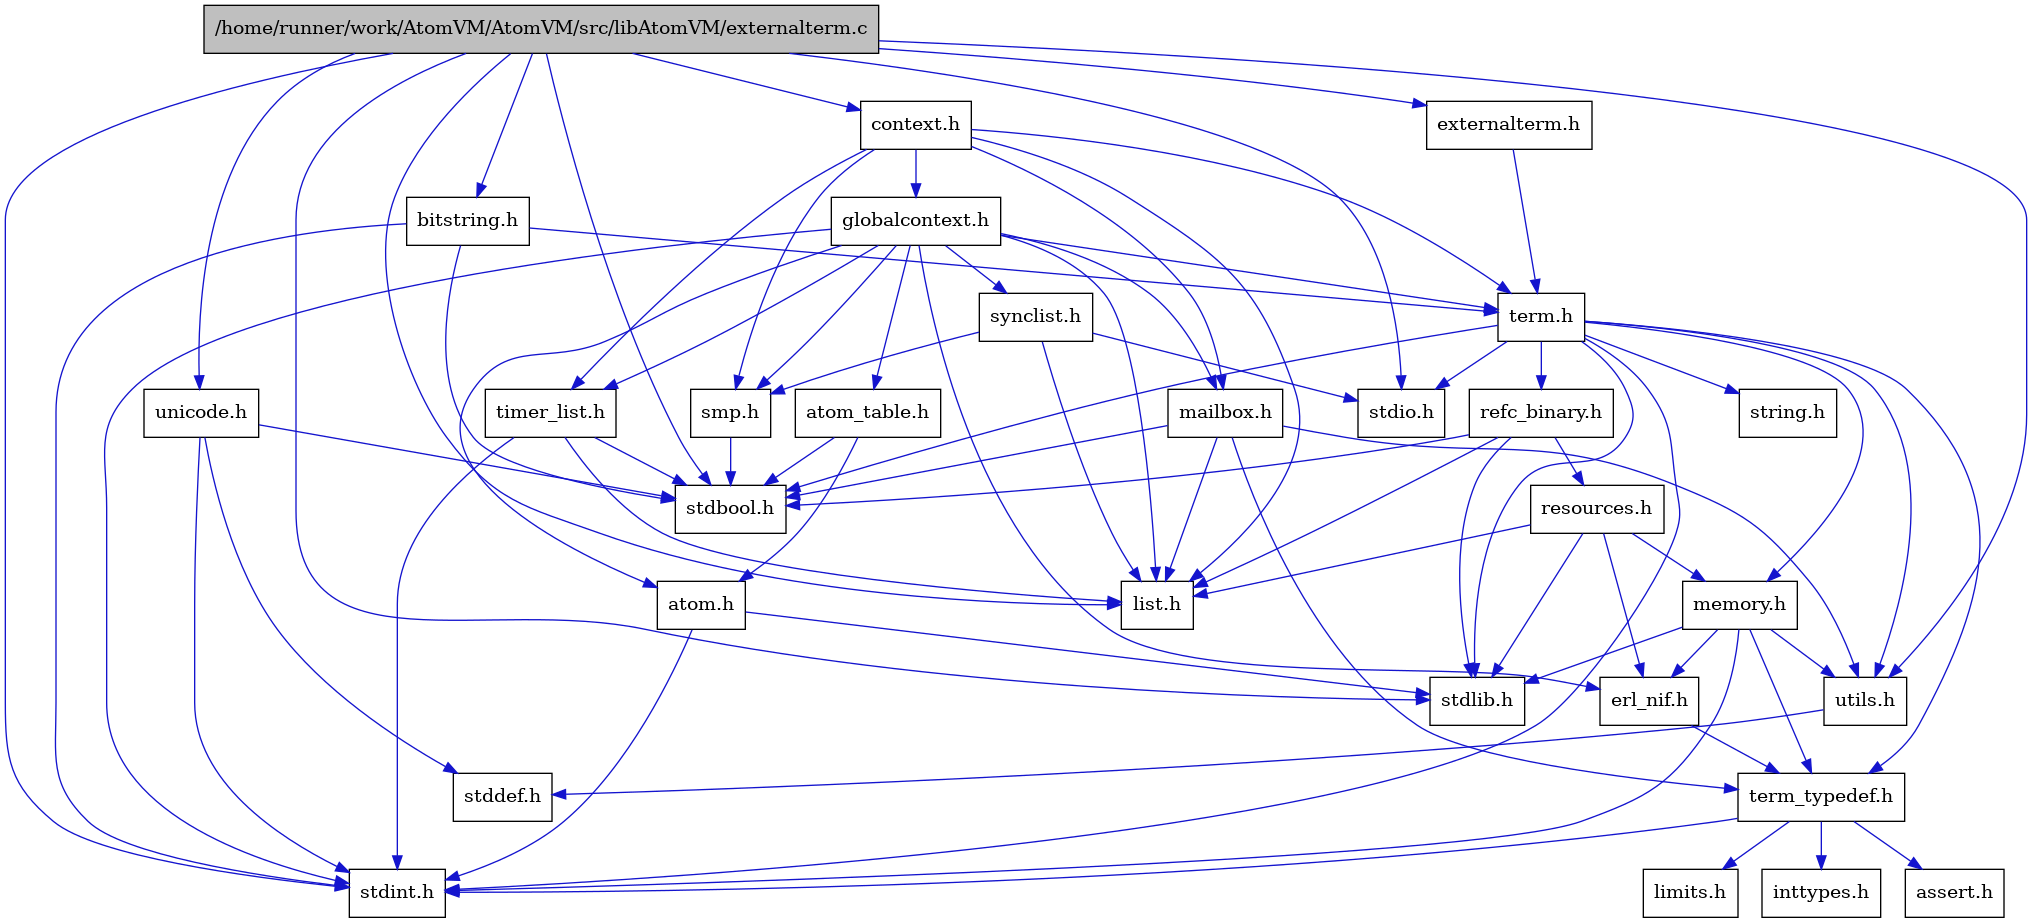 /home/runner/work/AtomVM/AtomVM/src/libAtomVM/externalterm.c
context.h
externalterm.h
bitstring.h
globalcontext.h
synclist.h
term.h
unicode.h
timer_list.h
smp.h
atom_table.h
mailbox.h
stdio.h
refc_binary.h
string.h
stdbool.h
resources.h
atom.h
list.h
memory.h
stdlib.h
erl_nif.h
utils.h
stddef.h
term_typedef.h
stdint.h
limits.h
inttypes.h
assert.h